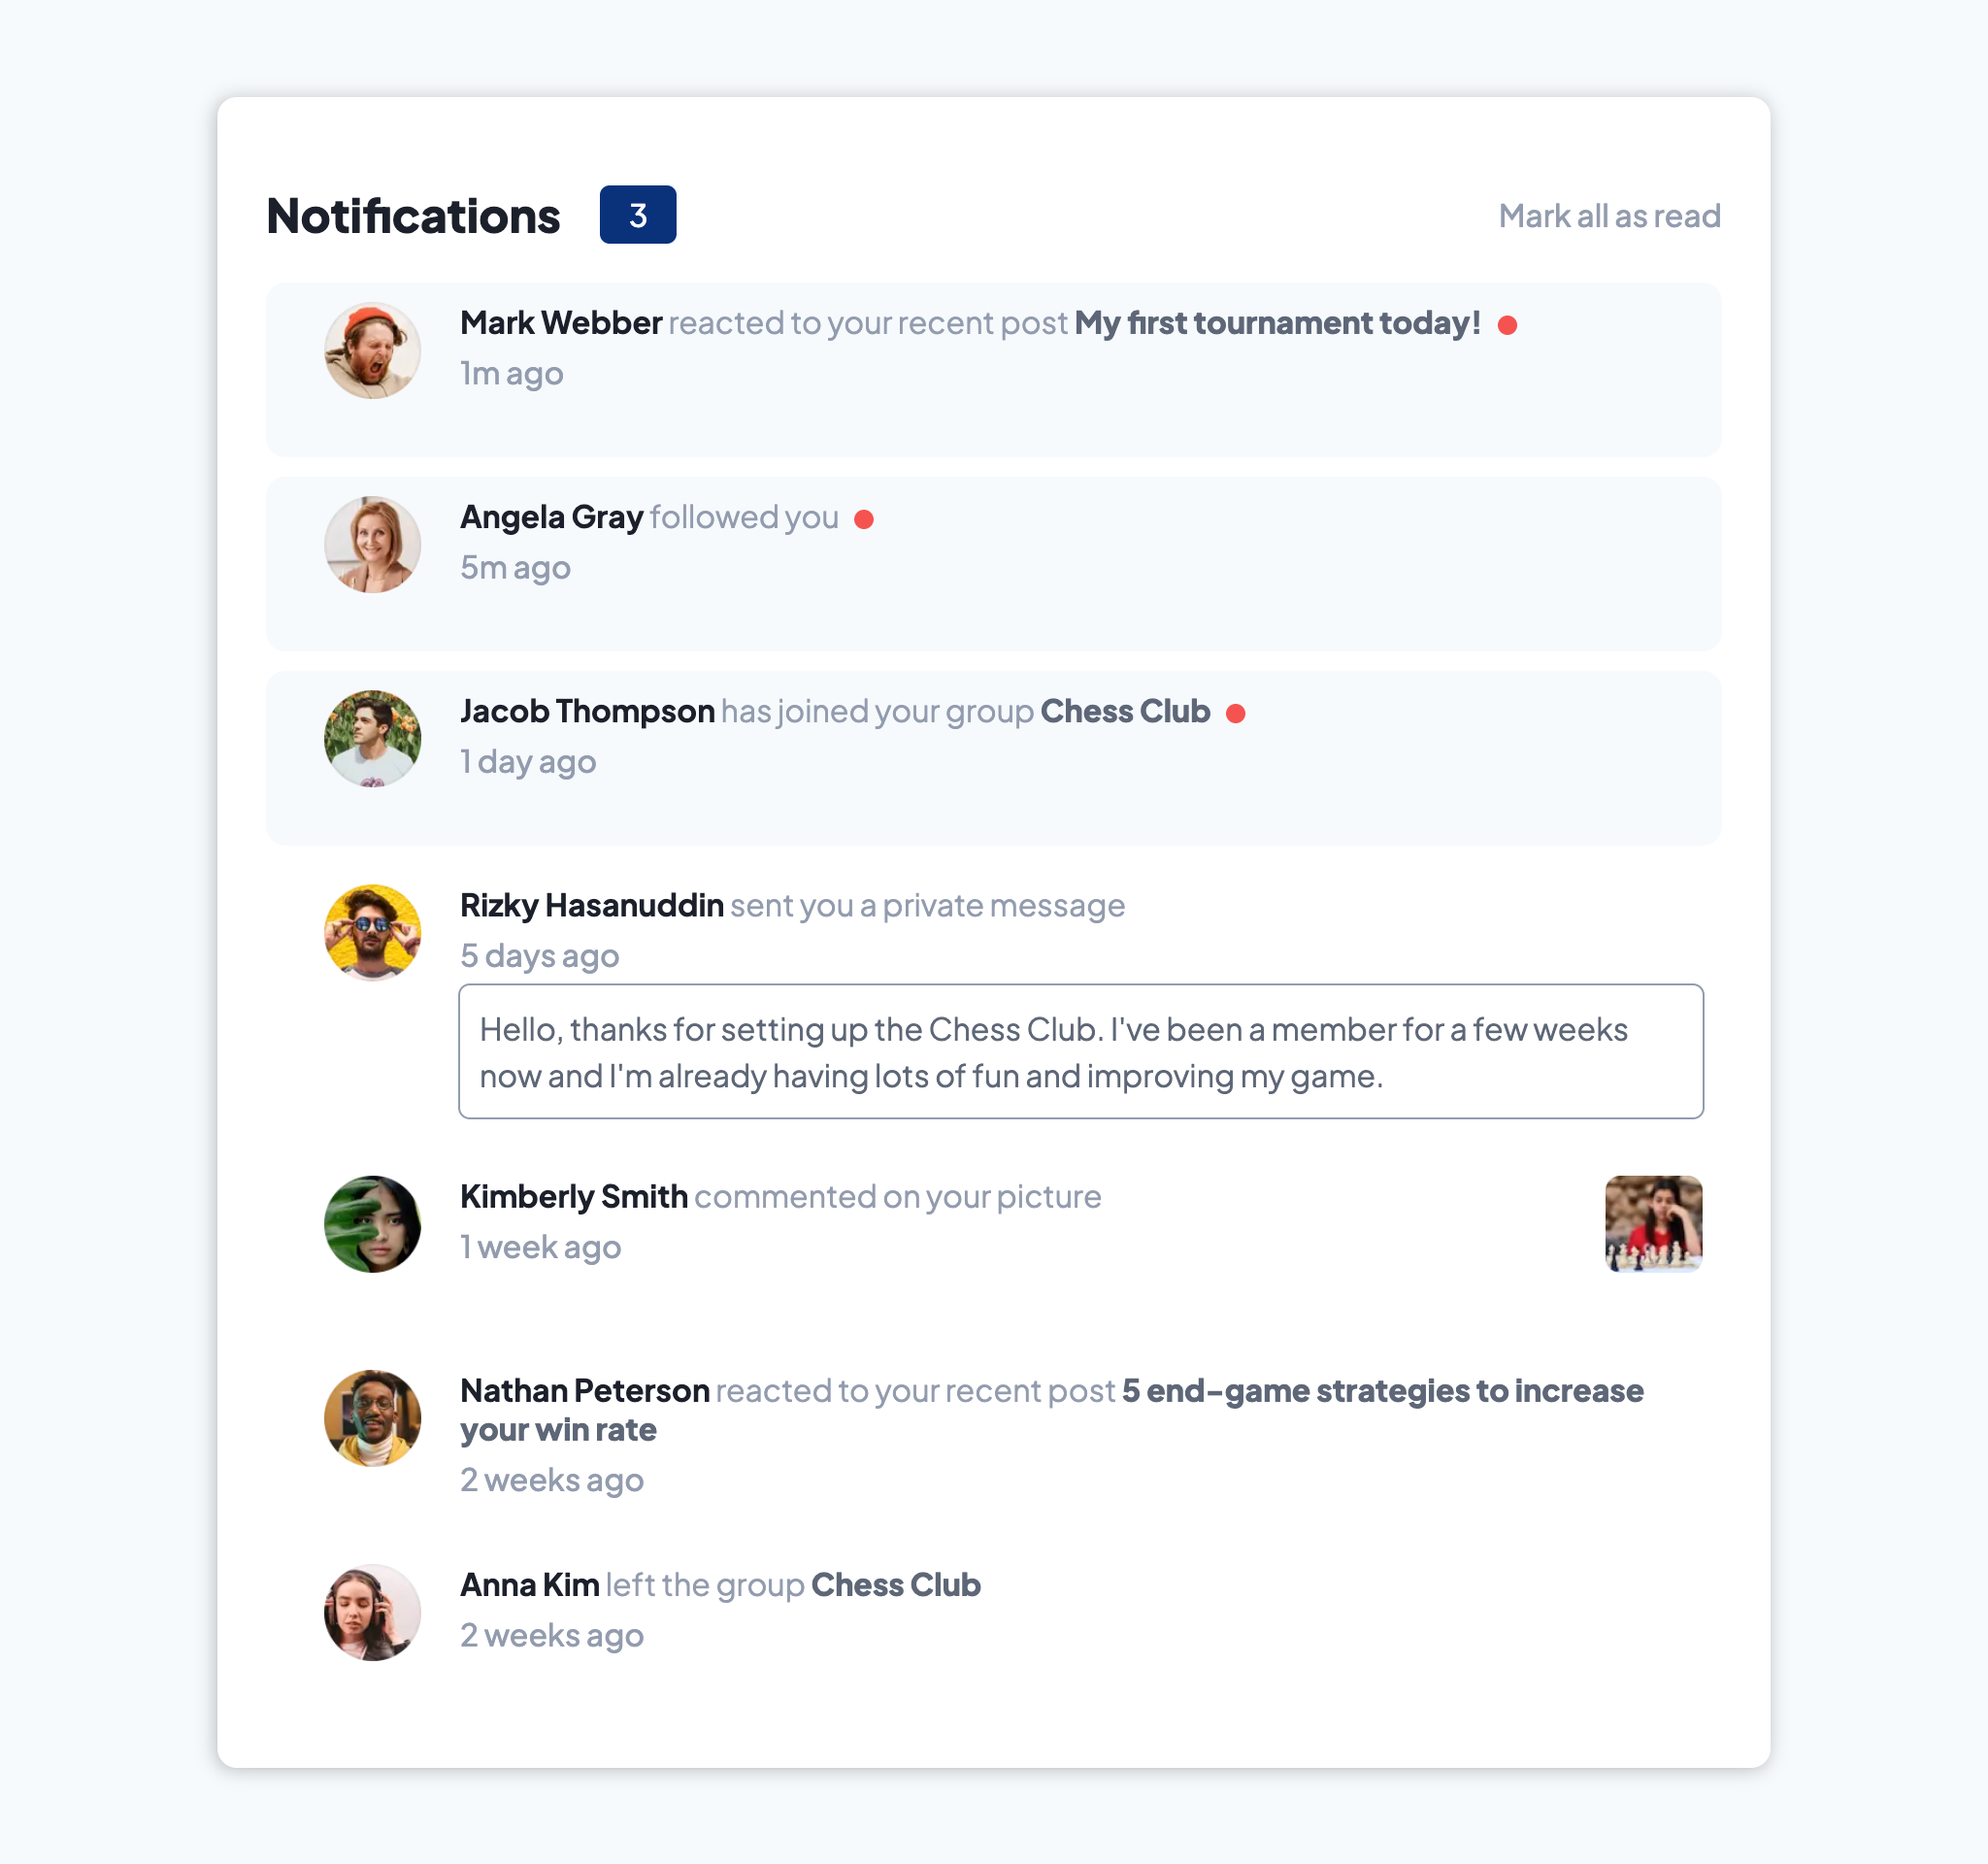 Notifications 3 Mark all as read
Mark Webber reacted to your recent post My first tournament today!
1m ago
Angela Gray followed you
5m ago
Jacob Thompson has joined your group Chess Club
1 day ago
Rizky Hasanuddin sent you a private message
5 days ago
Hello, thanks for setting up the Chess Club. I've been a member for a few weeks
now and I'm already having lots of fun and improving my game.
Kimberly Smith commented on your picture
1 week ago
Nathan Peterson reacted to your recent post 5 end-game strategies to increase
your win rate
2 weeks ago
Anna Kim left the group Chess Club
2 weeks ago